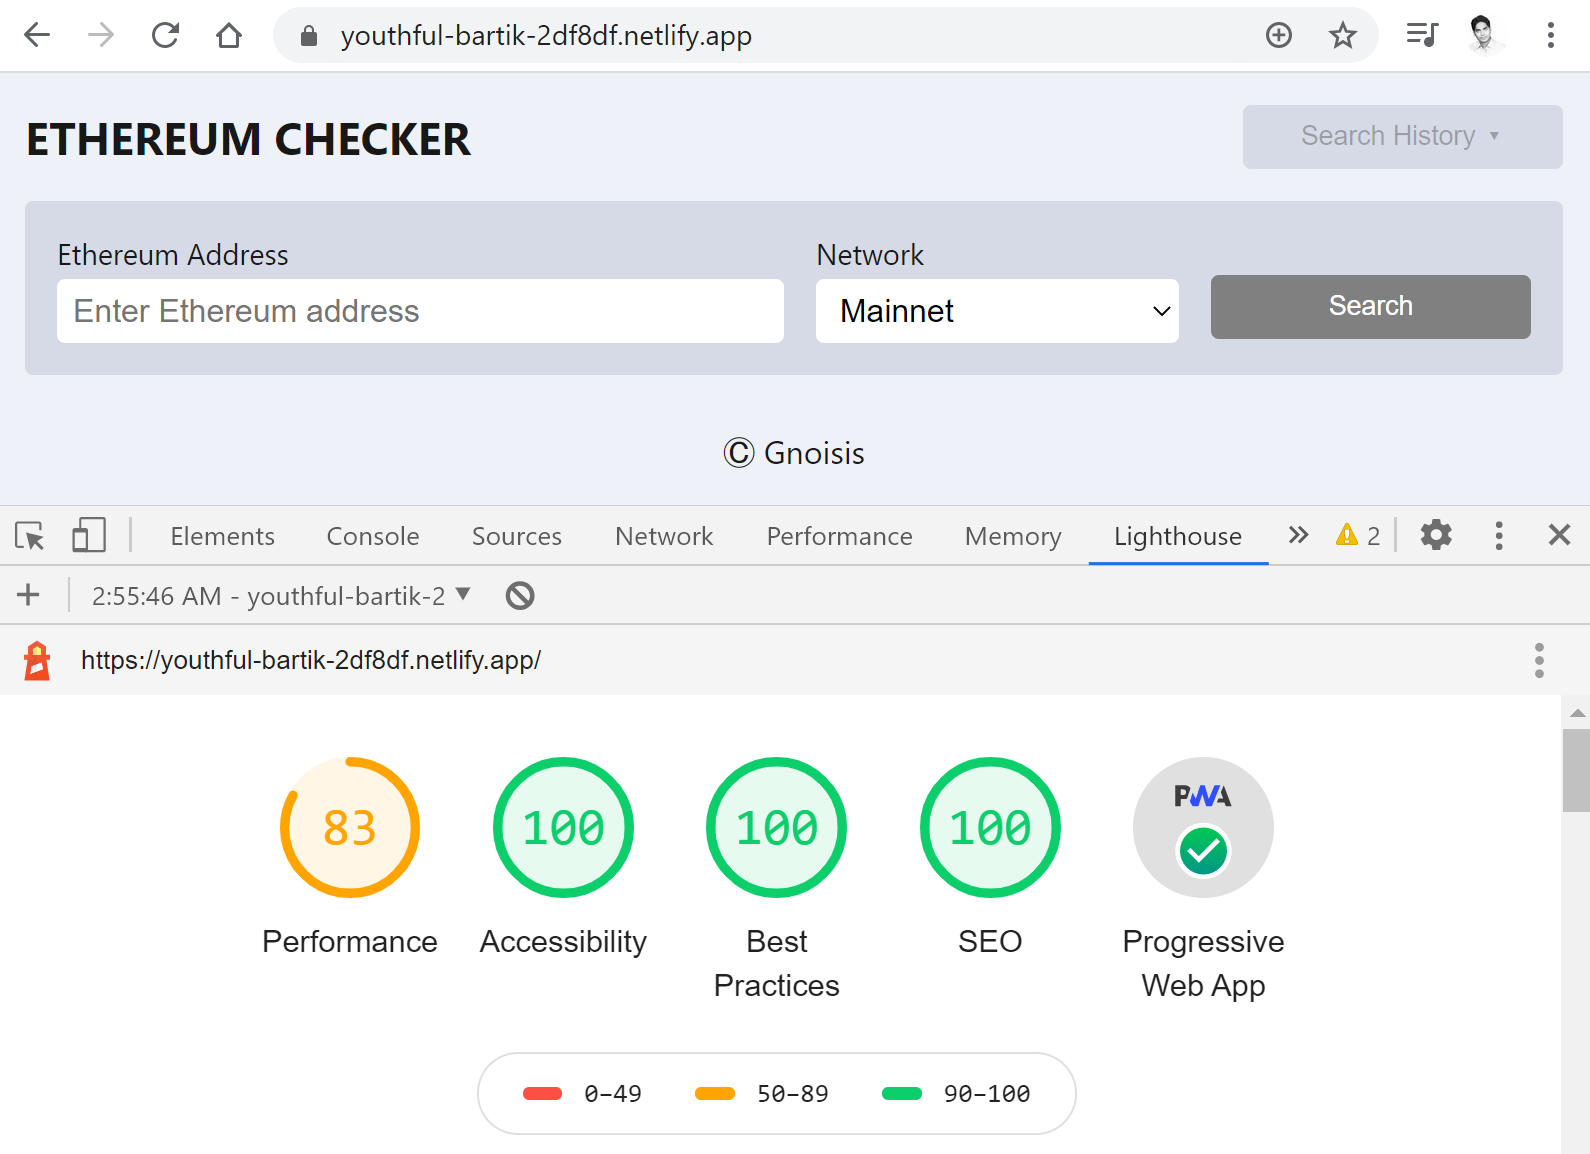 youthful-bartik-2df8df.netlify.app
ETHEREUM CHECKER
Search History ▼
Ethereum Address
Network
Enter Ethereum address
Mainnet
Search
Ⓒ Gnoisis
Elements Console Sources Network Performance Memory Lighthouse » 2
2:55:46 AM - youthful-bartik-2 ▼
https://youthful-bartik-2df8df.netlify.app/
83 100 100 100 PWA
Performance Accessibility Best Practices SEO Progressive Web App
0–49 50–89 90–100